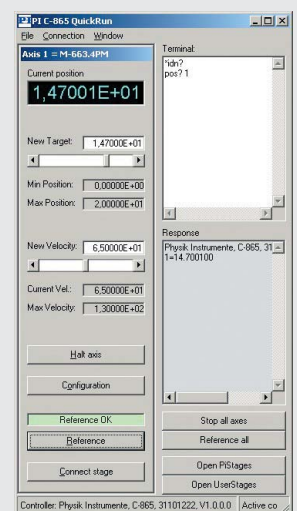 PI C-865 QuickRun
File Connection Window
Axis 1 = M-663.4PM
Current position
1,47001E+01
New Target: 1,47000E+01
Min Position: 0,00000E+00
Max Position: 2,00000E+01
New Velocity: 6,50000E+01
Current Vel.: 6,50000E+01
Max Velocity: 1,30000E+02
Halt axis
Configuration
Reference OK
Reference
Connect stage
Terminal:
*idn?
pos? 1
Response
Physik Instrumente, C-865, 31
1=14.700100
Stop all axes
Reference all
Open PiStages
Open UserStages
Controller: Physik Instrumente, C-865, 31101222, V1.0.0.0 Active co